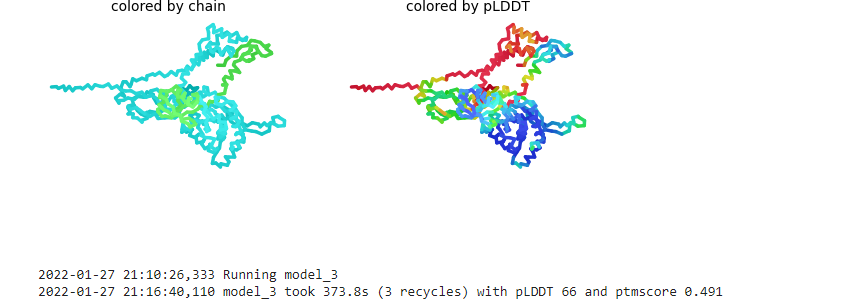 colored by chain
colored by pLDDT
2022-01-27 21:10:26,333 Running model_3
2022-01-27 21:16:40,110 model_3 took 373.8s (3 recycles) with pLDDT 66 and ptmscore 0.491